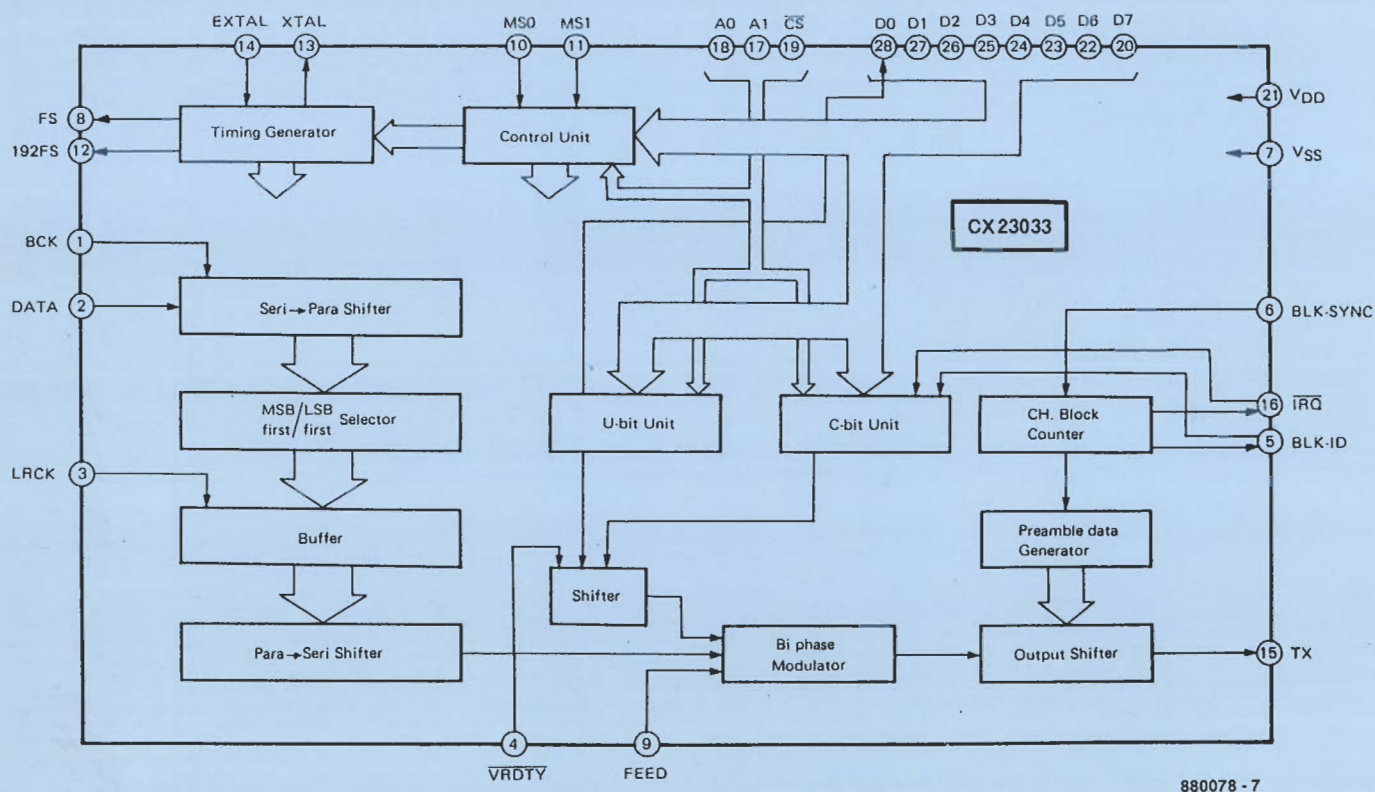 EXTAL XTAL MS0 MS1 A0 A1 CS D0 D1 D2 D3 D4 D5 D6 D7
14 13 10 11 18 17 19 28 27 26 25 24 23 22 20
21 VDD
FS 8
Timing Generator
Control Unit
192FS 12
7 VSS
CX23033
BCK 1
DATA 2
Seri→Para Shifter
6 BLK-SYNC
MSB/LSB
first/first Selector
U-bit Unit
C-bit Unit
CH. Block
Counter
16 IRQ
5 BLK-ID
LRCK 3
Buffer
Preamble data
Generator
Shifter
Para→Seri Shifter
Bi phase
Modulator
Output Shifter
15 TX
4 9
VRDTY FEED
880078 - 7